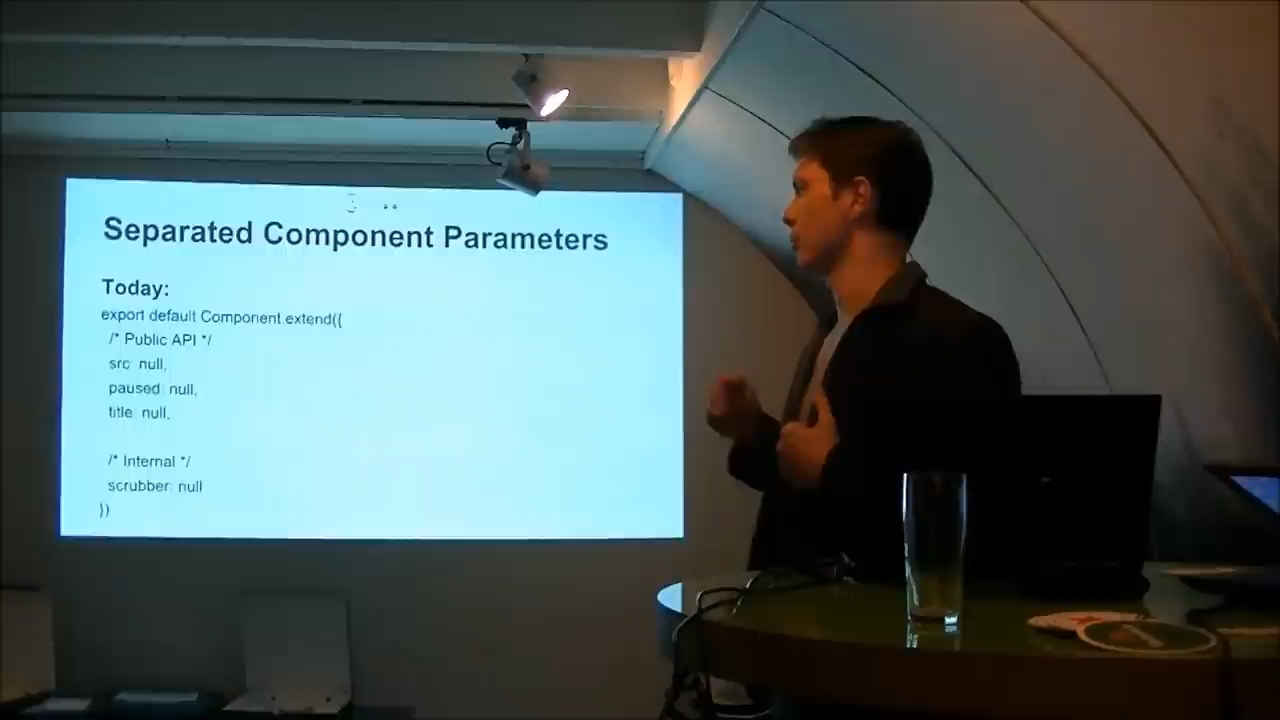 Separated Component Parameters
Today:
export default Component.extend({
/* Public API */
src: null,
paused: null,
title: null,
/* Internal */
scrubber: null
})